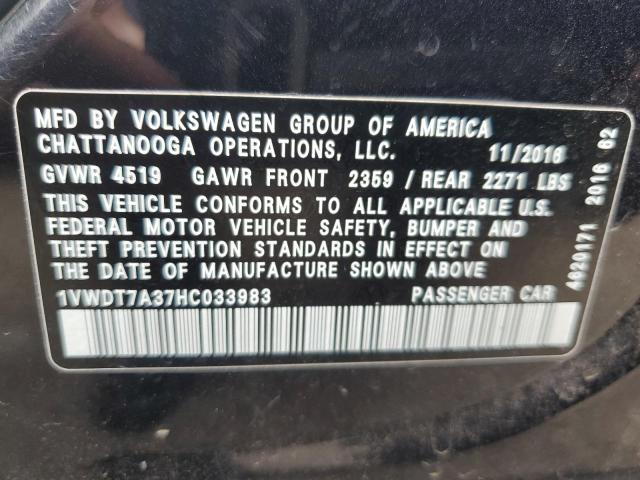 MFD BY VOLKSWAGEN GROUP OF AMERICA
CHATTANOOGA OPERATIONS, LLC. 11/2016
GVWR 4519 GAWR FRONT 2359 / REAR 2271 LBS
THIS VEHICLE CONFORMS TO ALL APPLICABLE U.S.
FEDERAL MOTOR VEHICLE SAFETY, BUMPER AND
THEFT PREVENTION STANDARDS IN EFFECT ON
THE DATE OF MANUFACTURE SHOWN ABOVE
1VWDT7A37HC033983 PASSENGER CAR
4620171 2016 62